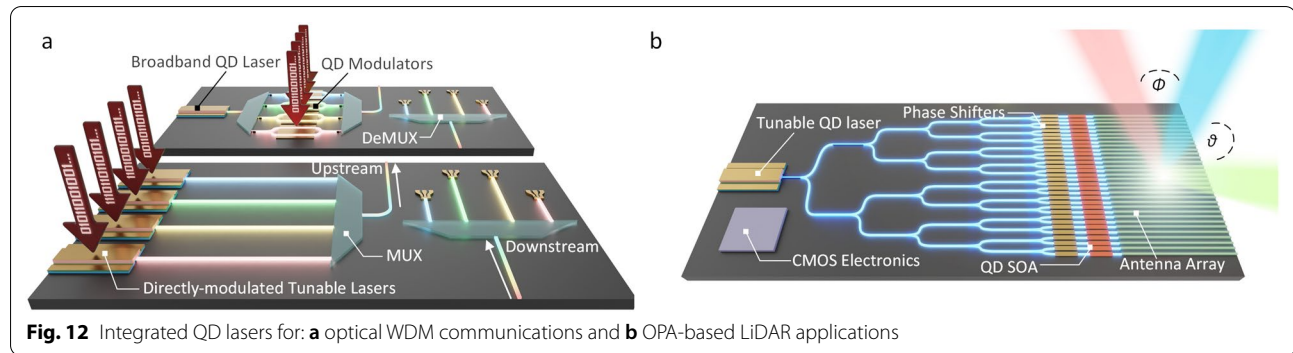 a
Broadband QD Laser
QD Modulators
DeMUX
Upstream
Downstream
MUX
Directly-modulated Tunable Lasers
b
Φ
ϑ
Phase Shifters
Tunable QD laser
CMOS Electronics
QD SOA
Antenna Array
Fig. 12 Integrated QD lasers for: a optical WDM communications and b OPA-based LiDAR applications